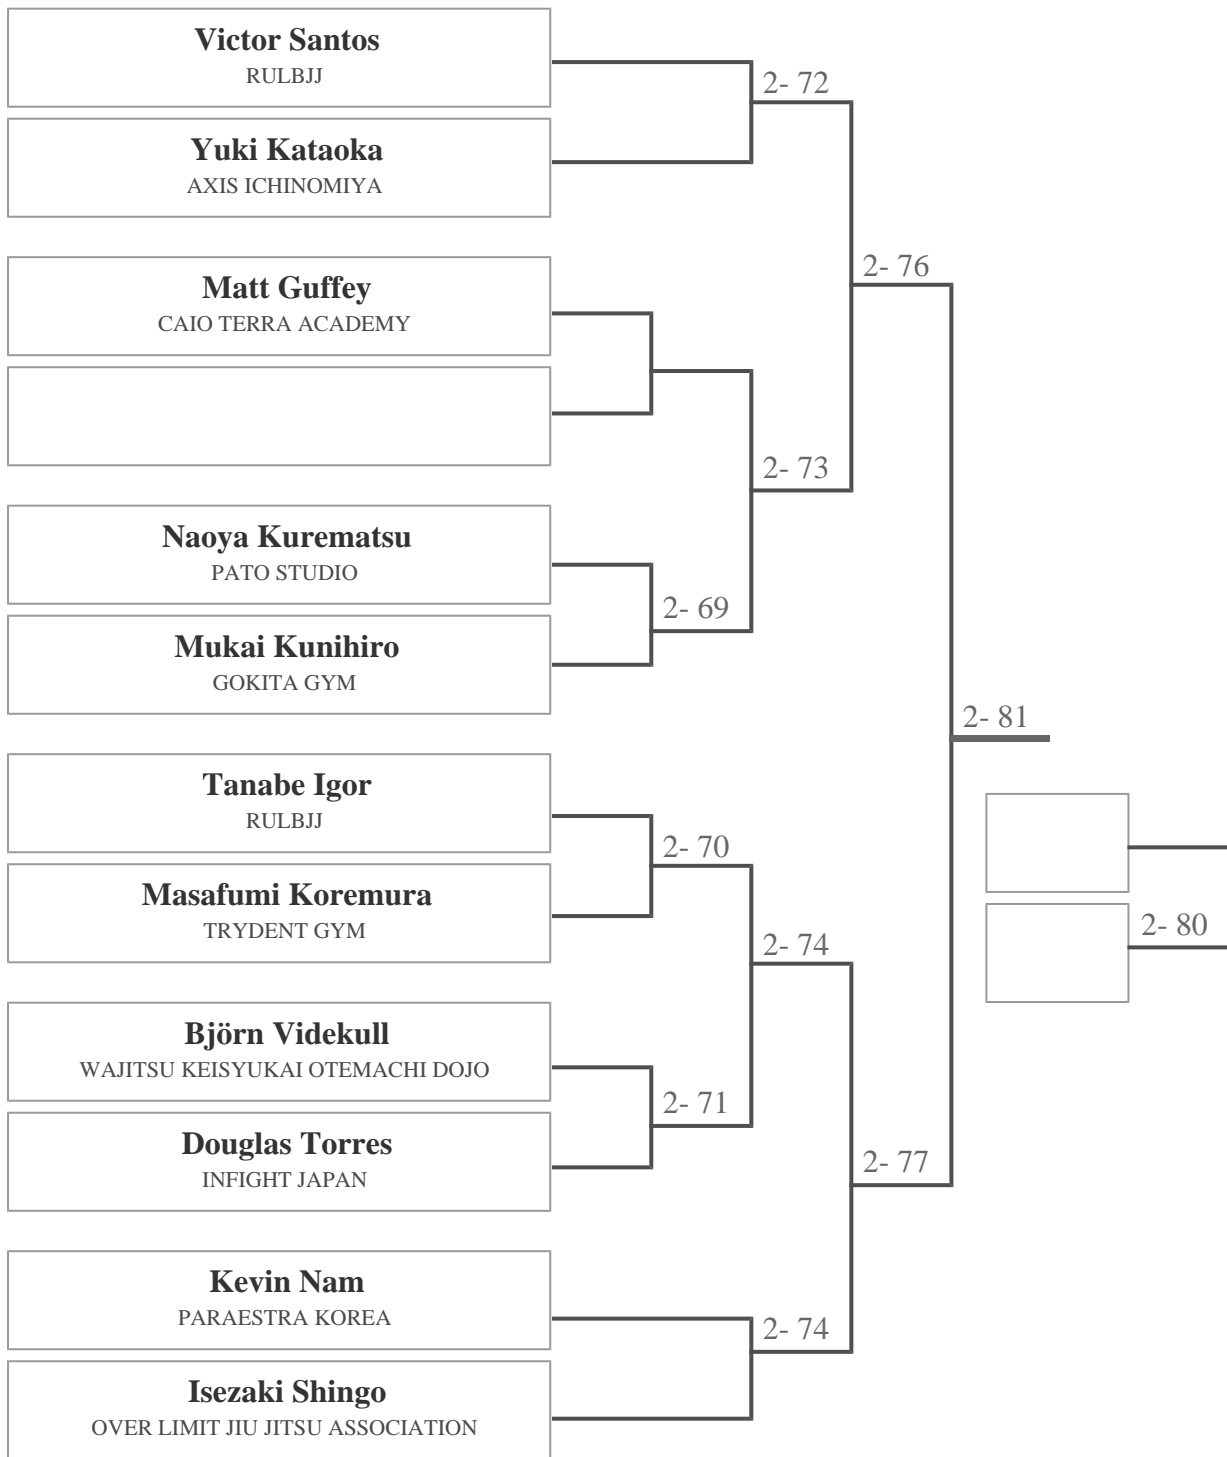 Victor Santos
RULBJJ
2- 72
Yuki Kataoka
AXIS ICHINOMIYA
Matt Guffey
CAIO TERRA ACADEMY
2- 76
2- 73
Naoya Kurematsu
PATO STUDIO
2- 69
Mukai Kunihiro
GOKITA GYM
2- 81
Tanabe Igor
RULBJJ
2- 70
Masafumi Koremura
TRYDENT GYM
2- 74
2- 80
Björn Videkull
WAJITSU KEISYUKAI OTEMACHI DOJO
2- 71
Douglas Torres
INFIGHT JAPAN
2- 77
Kevin Nam
PARAESTRA KOREA
2- 74
Isezaki Shingo
OVER LIMIT JIU JITSU ASSOCIATION